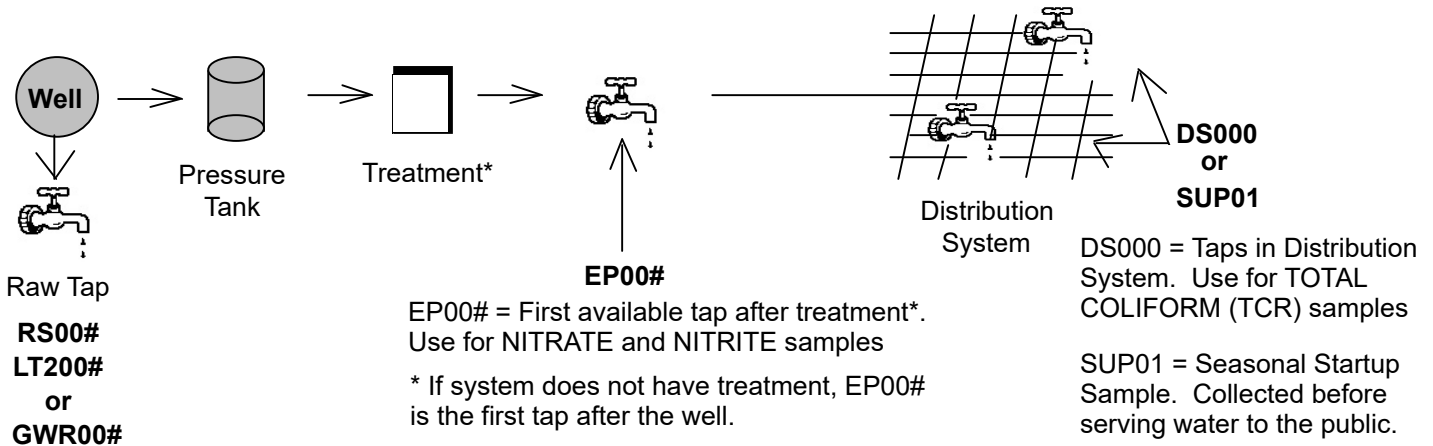 Well
Raw Tap
RS00#
LT200#
or
GWR00#
Pressure
Tank
Treatment*
EP00#
EP00# = First available tap after treatment*.
Use for NITRATE and NITRITE samples
* If system does not have treatment, EP00#
is the first tap after the well.
Distribution
System
DS000
or
SUP01
DS000 = Taps in Distribution
System. Use for TOTAL
COLIFORM (TCR) samples
SUP01 = Seasonal Startup
Sample. Collected before
serving water to the public.